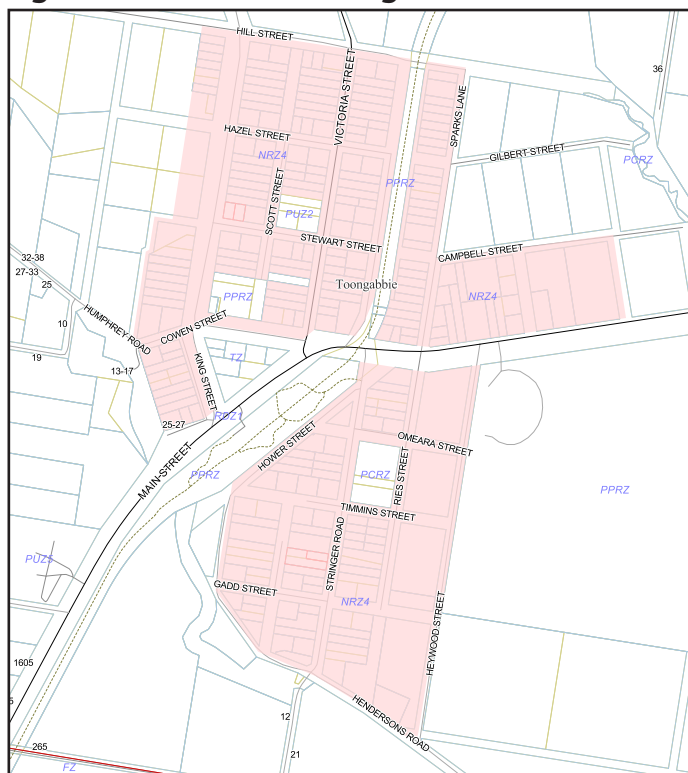 HILL STREET
VICTORIA STREET
36
SPARKS LANE
HAZEL STREET
GILBERT STREET
NRZ4
PCRZ
PPRZ
SCOTT STREET
PUZ2
STEWART STREET
CAMPBELL STREET
32-38
27-33
25
Toongabbie
PPRZ
NRZ4
HUMPHREY ROAD
10
COWEN STREET
19
TZ
13-17
KING STREET
RDZ1
25-27
HOWER STREET
OMEARA STREET
MAIN STREET
PPRZ
PCRZ
RIES STREET
PPRZ
TIMMINS STREET
STRINGER ROAD
PUZ5
GADD STREET
NRZ4
HEYWOOD STREET
1605
12
HENDERSONS ROAD
265
21
FZ